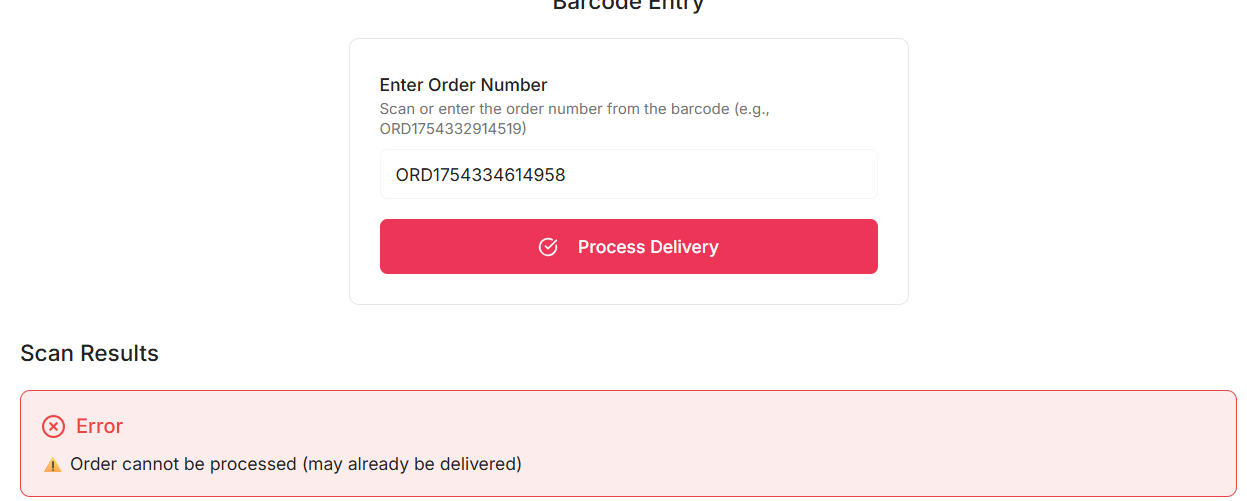 Barcode Entry
Enter Order Number
Scan or enter the order number from the barcode (e.g.,
ORD1754332914519)
ORD1754334614958
Process Delivery
Scan Results
Error
Order cannot be processed (may already be delivered)